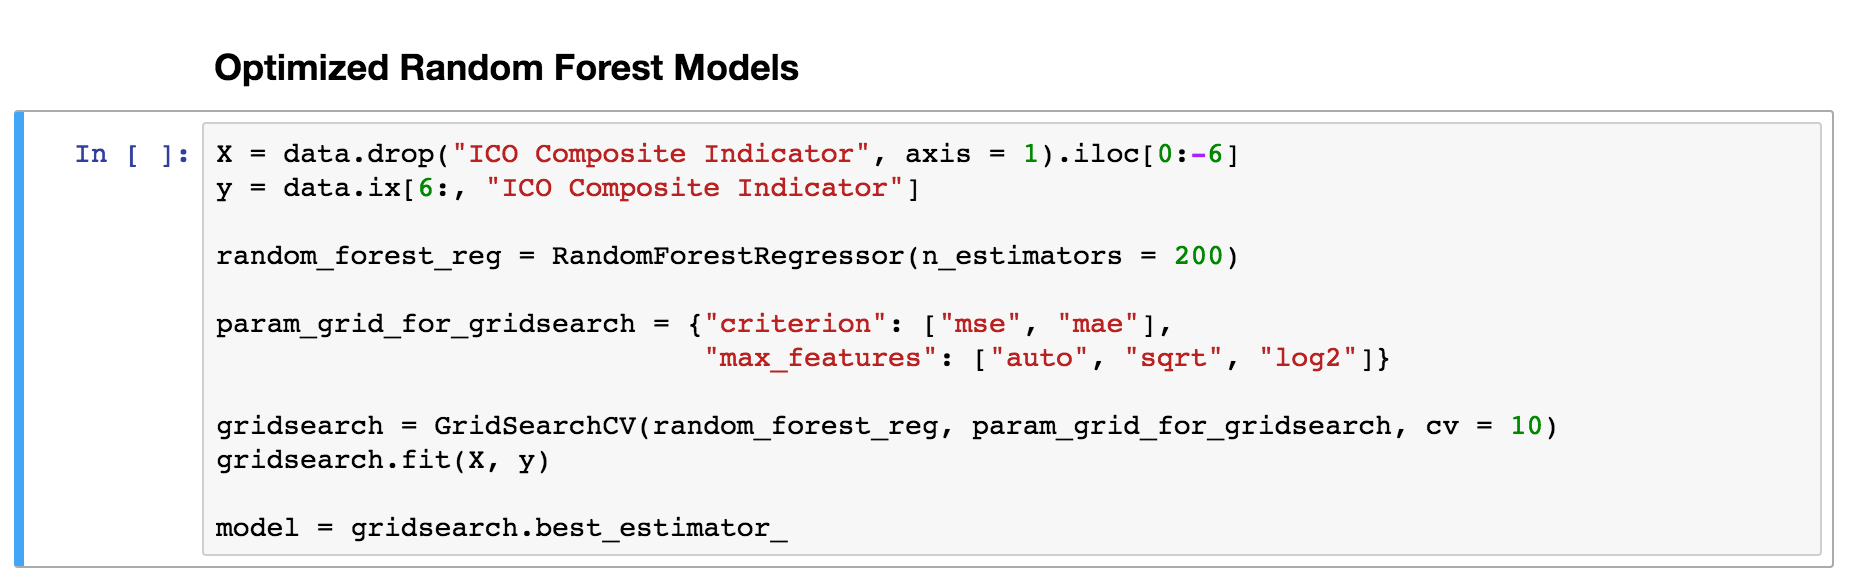 Optimized Random Forest Models
In [ ]: X = data.drop("ICO Composite Indicator", axis = 1).iloc[0:-6]
y = data.ix[6:, "ICO Composite Indicator"]
random_forest_reg = RandomForestRegressor(n_estimators = 200)
param_grid_for_gridsearch = {"criterion": ["mse", "mae"],
"max_features": ["auto", "sqrt", "log2"]}
gridsearch = GridSearchCV(random_forest_reg, param_grid_for_gridsearch, cv = 10)
gridsearch.fit(X, y)
model = gridsearch.best_estimator_